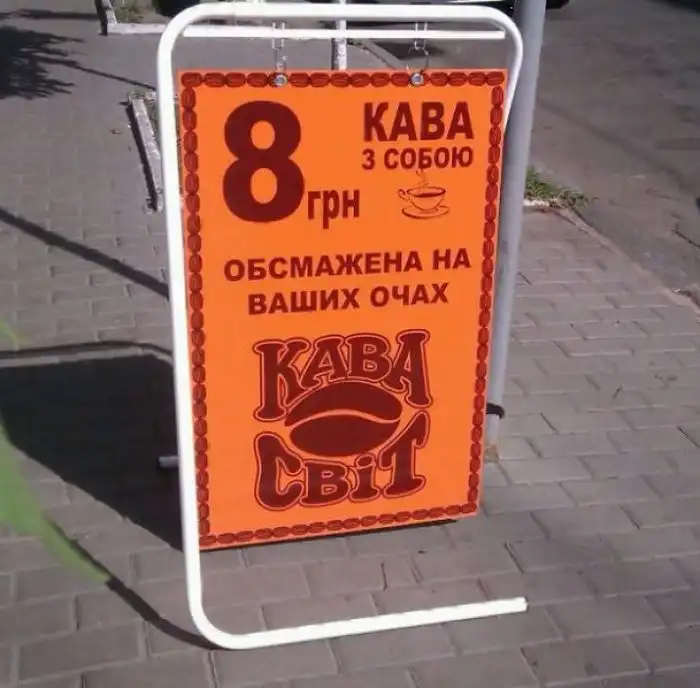 8 грн
КАВА
З СОБОЮ
ОБСМАЖЕНА НА
ВАШИХ ОЧАХ
КАВА
СВІТ